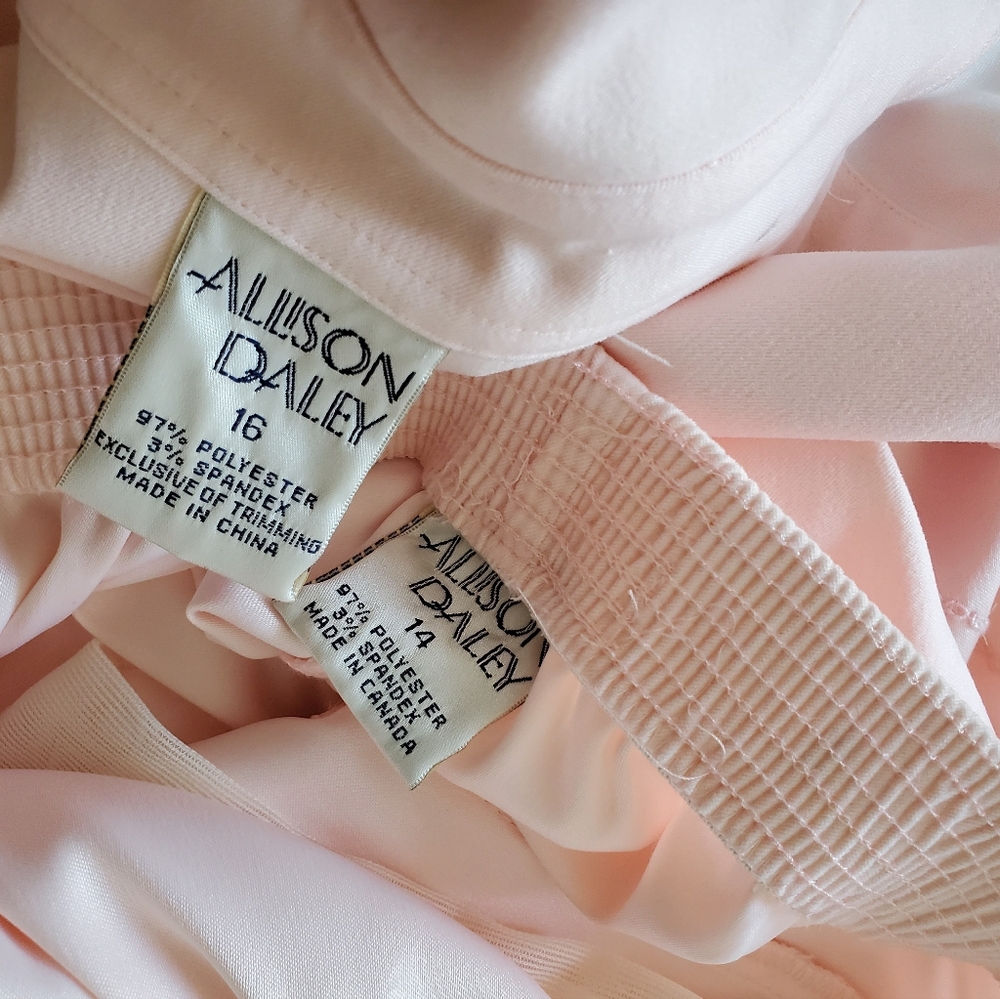 ALLISON
DALEY
16
97% POLYESTER
3% SPANDEX
EXCLUSIVE OF TRIMMING
MADE IN CHINA
ALLISON
DALEY
14
97% POLYESTER
3% SPANDEX
MADE IN CANADA